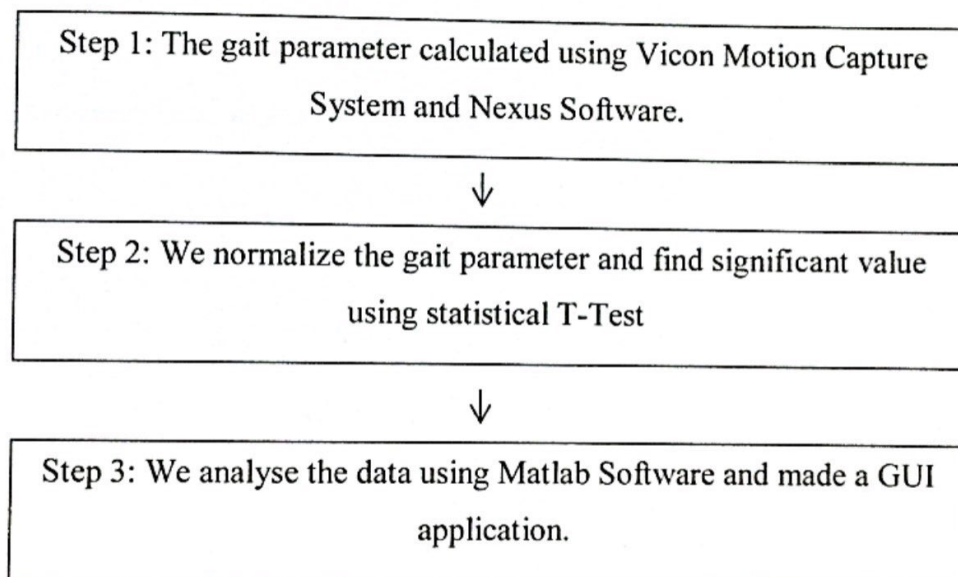 Step 1: The gait parameter calculated using Vicon Motion Capture
System and Nexus Software.
Step 2: We normalize the gait parameter and find significant value
using statistical T-Test
Step 3: We analyse the data using Matlab Software and made a GUI
application.